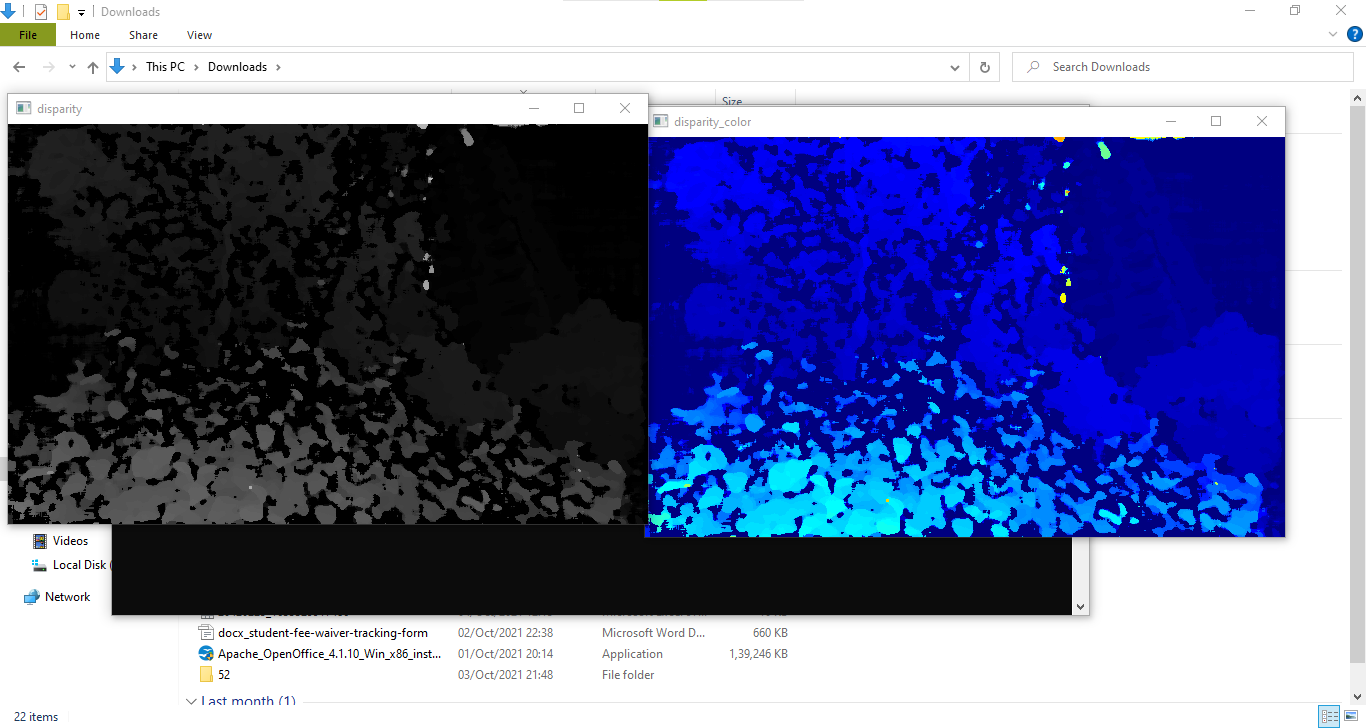 Downloads
File Home Share View
This PC Downloads
Search Downloads
Size
disparity
disparity_color
Videos
Local Disk (
Network
docx_student-fee-waiver-tracking-form 02/Oct/2021 22:38 Microsoft Word D... 660 KB
Apache_OpenOffice_4.1.10_Win_x86_inst... 01/Oct/2021 20:14 Application 1,39,246 KB
52 03/Oct/2021 21:48 File folder
Last month (1)
22 items